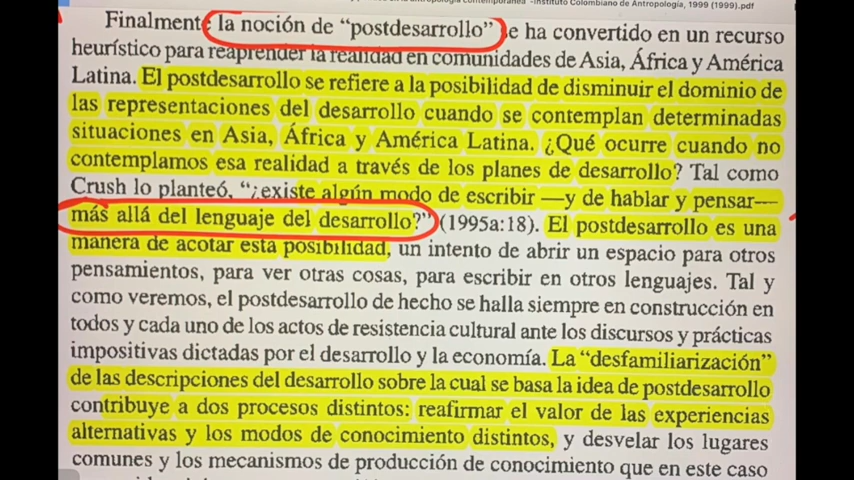 -Instituto Colombiano de Antropología, 1999 (1999).pdf
Finalmente la noción de “postdesarrollo” se ha convertido en un recurso
heurístico para reaprender la realidad en comunidades de Asia, África y América
Latina. El postdesarrollo se refiere a la posibilidad de disminuir el dominio de
las representaciones del desarrollo cuando se contemplan determinadas
situaciones en Asia, África y América Latina. ¿Qué ocurre cuando no
contemplamos esa realidad a través de los planes de desarrollo? Tal como
Crush lo planteó, “¿existe algún modo de escribir —y de hablar y pensar—
más allá del lenguaje del desarrollo?” (1995a:18). El postdesarrollo es una
manera de acotar esta posibilidad, un intento de abrir un espacio para otros
pensamientos, para ver otras cosas, para escribir en otros lenguajes. Tal y
como veremos, el postdesarrollo de hecho se halla siempre en construcción en
todos y cada uno de los actos de resistencia cultural ante los discursos y prácticas
impositivas dictadas por el desarrollo y la economía. La “desfamiliarización”
de las descripciones del desarrollo sobre la cual se basa la idea de postdesarrollo
contribuye a dos procesos distintos: reafirmar el valor de las experiencias
alternativas y los modos de conocimiento distintos, y desvelar los lugares
comunes y los mecanismos de producción de conocimiento que en este caso